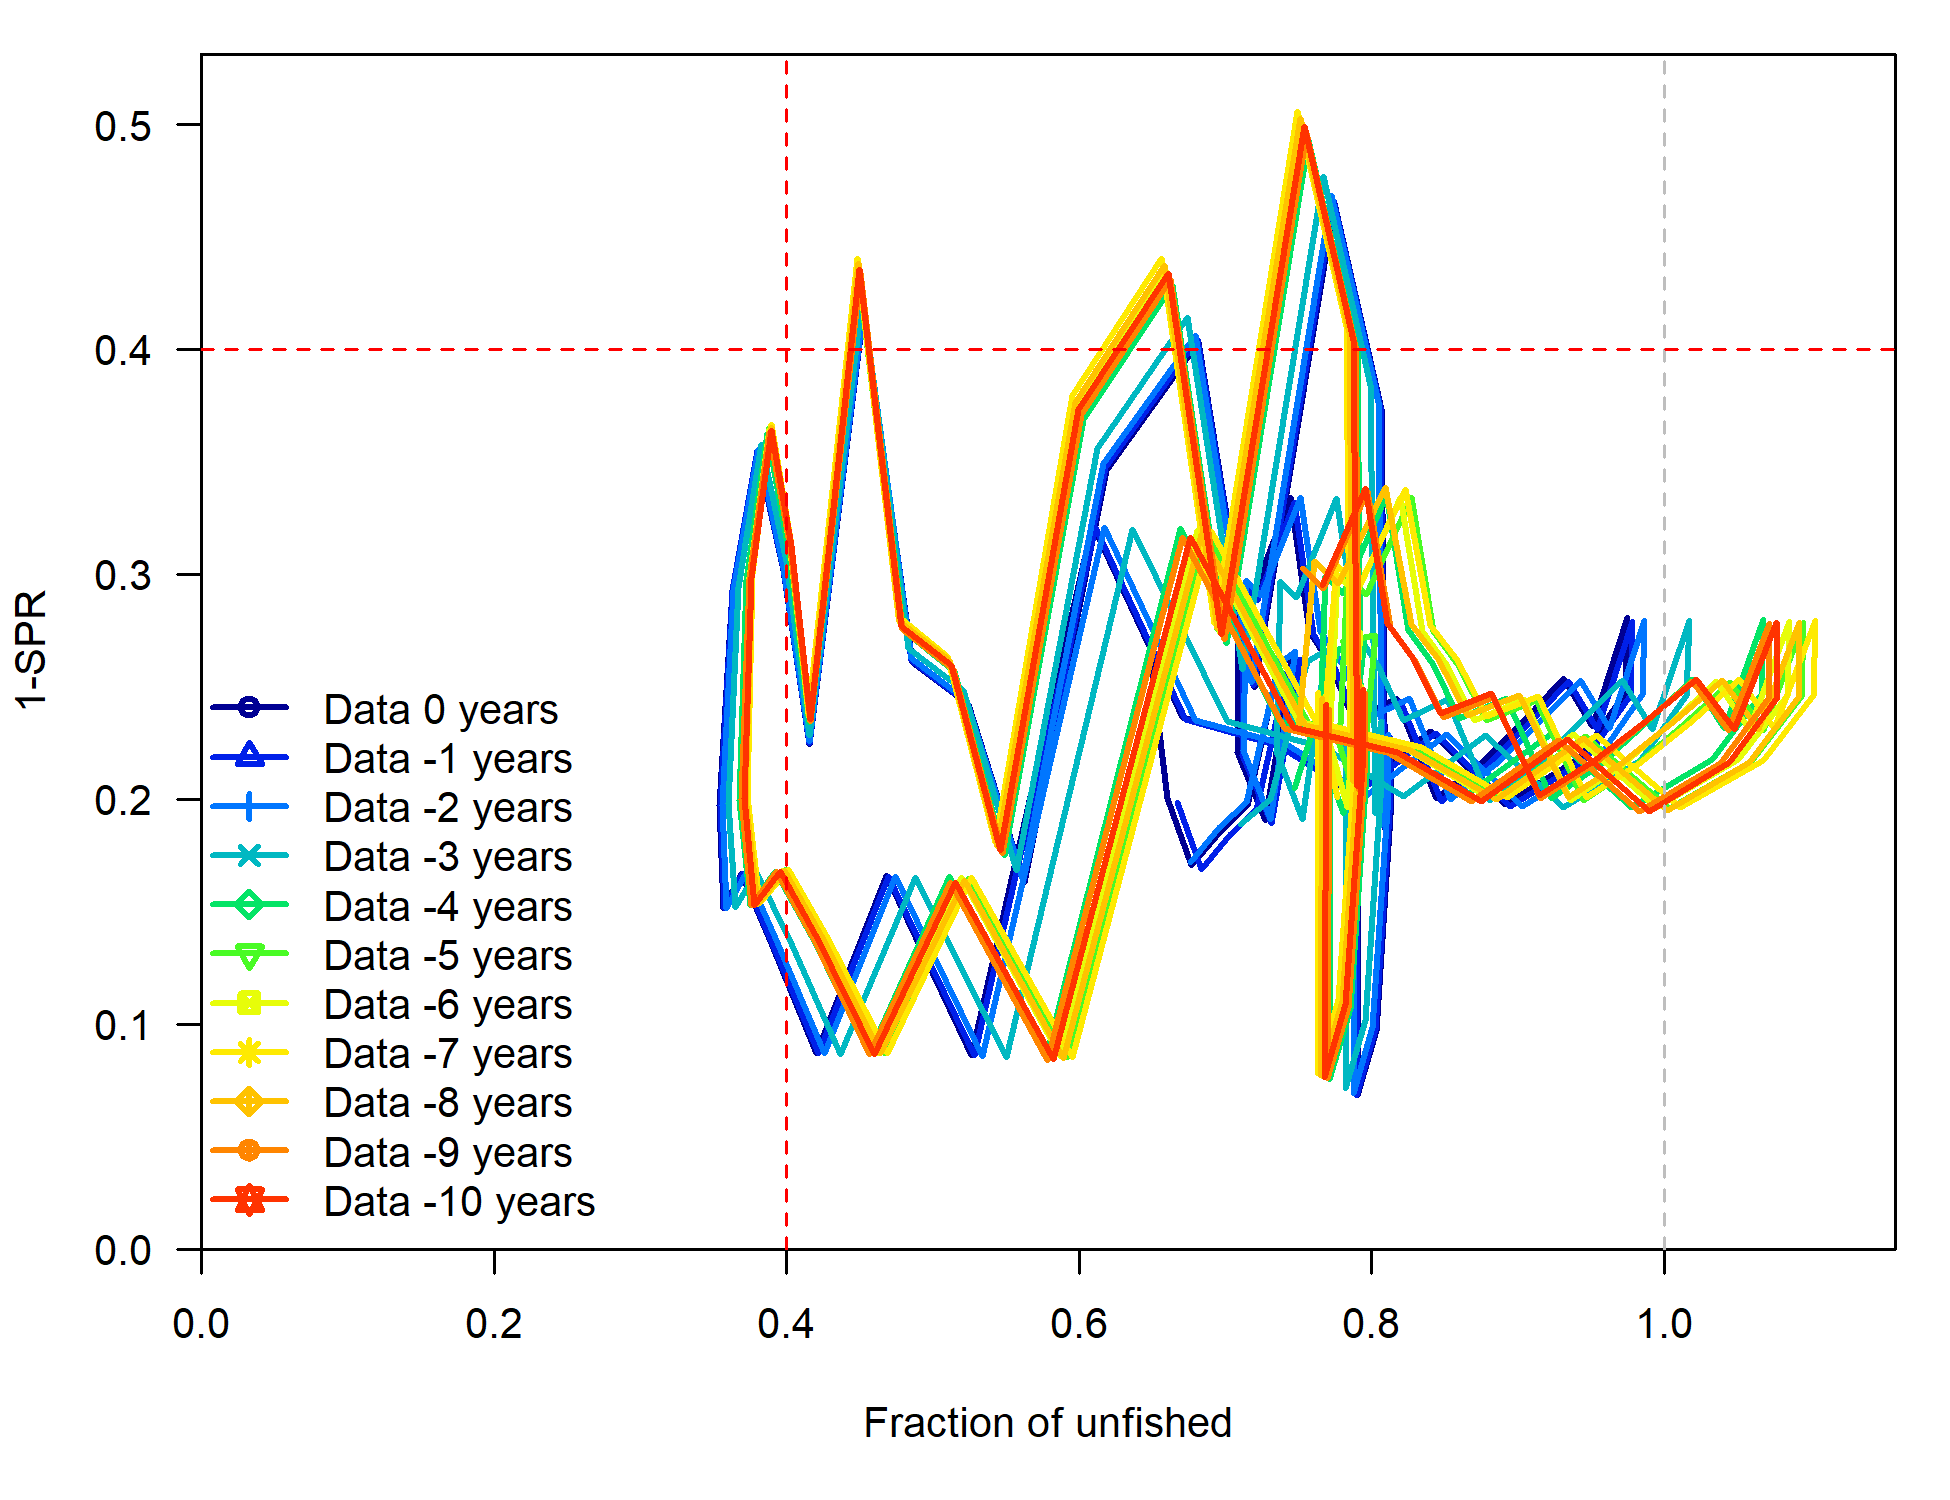 0.5
0.4
0.3
0.2
0.1
0.0
1-SPR
Data 0 years
Data -1 years
Data -2 years
Data -3 years
Data -4 years
Data -5 years
Data -6 years
Data -7 years
Data -8 years
Data -9 years
Data -10 years
0.0 0.2 0.4 0.6 0.8 1.0
Fraction of unfished